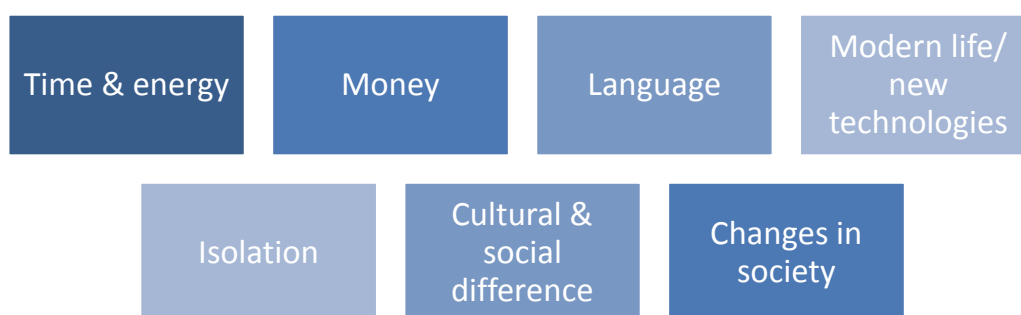 Time & energy
Money
Language
Modern life/
new
technologies
Isolation
Cultural &
social
difference
Changes in
society